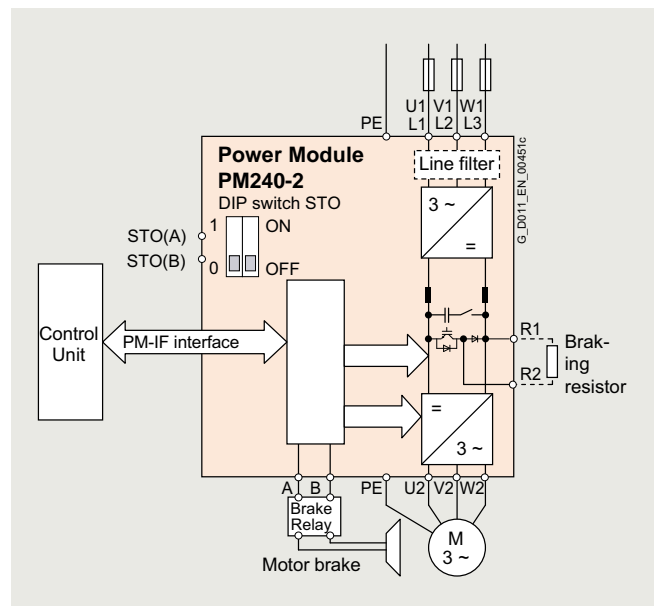 U1 V1 W1
PE L1 L2 L3
Power Module
PM240-2
DIP switch STO
Line filter
G_D011_EN_00451c
1 ON
STO(A)
STO(B)
0 OFF
3 ~
=
Control
Unit
PM-IF interface
R1
R2
Brak-
ing
resistor
=
3 ~
A B PE U2 V2 W2
Brake
Relay
Motor brake
M
3 ~